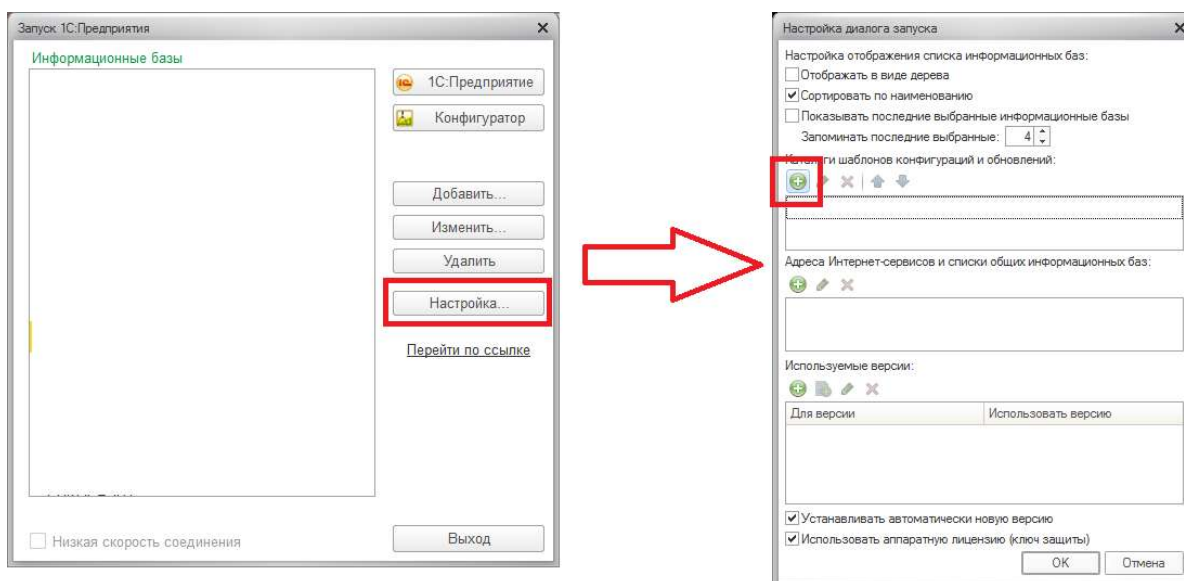 Запуск 1С:Предприятия
Информационные базы
1С:Предприятие
Конфигуратор
Добавить...
Изменить...
Удалить
Настройка...
Перейти по ссылке
Низкая скорость соединения
Выход
Настройка диалога запуска
Настройка отображения списка информационных баз:
Отображать в виде дерева
Сортировать по наименованию
Показывать последние выбранные информационные базы
Запоминать последние выбранные: 4
Каталоги шаблонов конфигураций и обновлений:
Адреса Интернет-сервисов и списки общих информационных баз:
Используемые версии:
Для версии Использовать версию
Устанавливать автоматически новую версию
Использовать аппаратную лицензию (ключ защиты)
OK Отмена